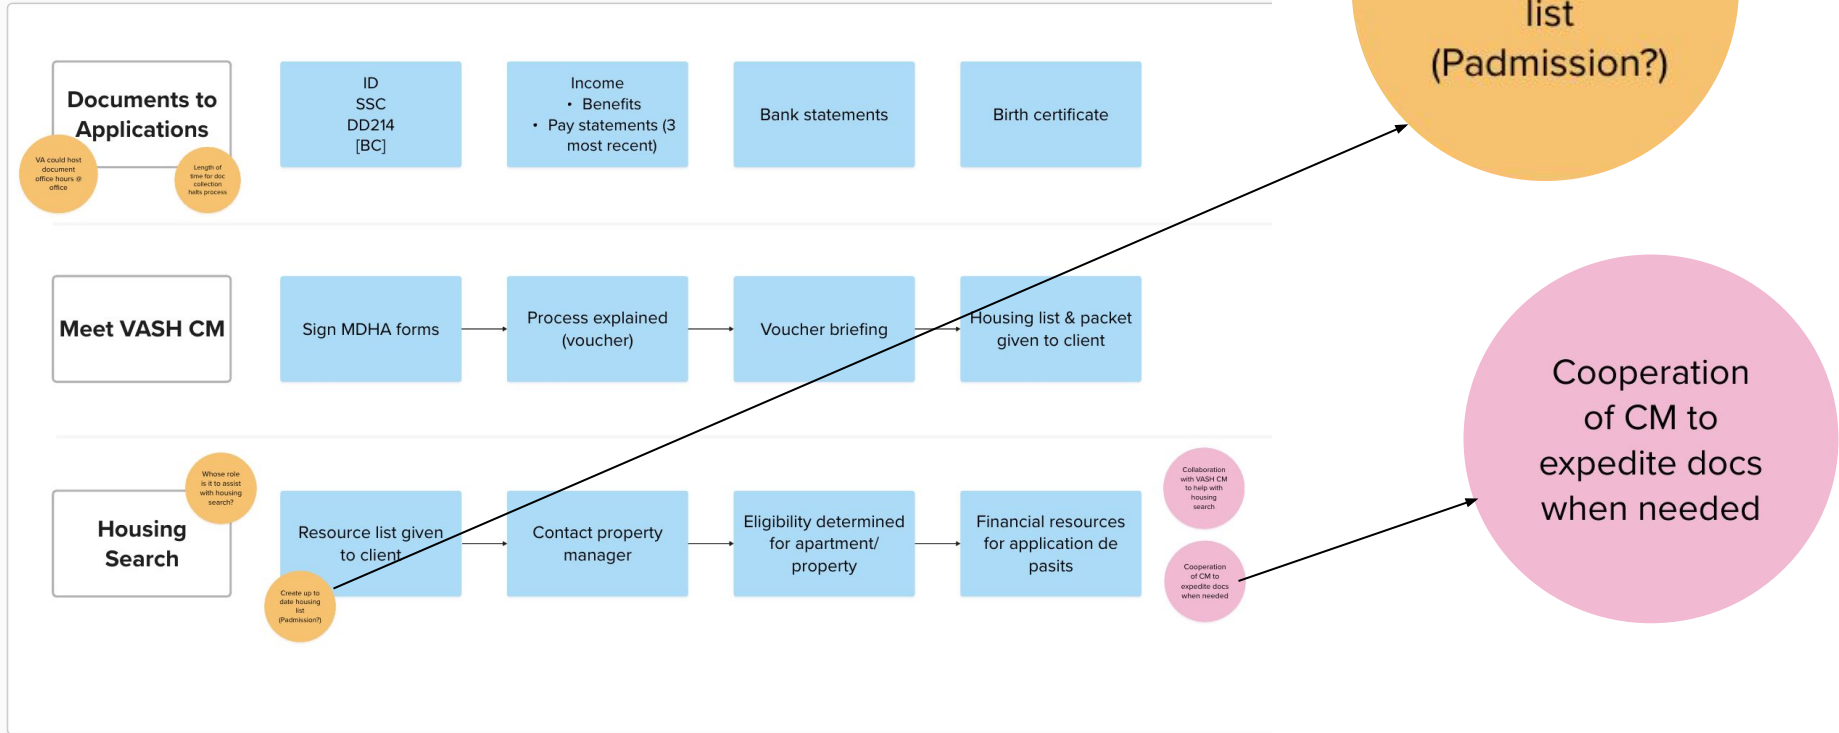 list
(Padmission?)
Documents to
Applications
VA could host
document
office hours @
office
Length of
time for doc
collection
halts process
ID
SSC
DD214
[BC]
Income
• Benefits
• Pay statements (3
most recent)
Bank statements
Birth certificate
Meet VASH CM
Sign MDHA forms
Process explained
(voucher)
Voucher briefing
Housing list & packet
given to client
Cooperation
of CM to
expedite docs
when needed
Whose role
is it to assist
with housing
search?
Housing
Search
Resource list given
to client
Create up to
date housing
list
(Padmission?)
Contact property
manager
Eligibility determined
for apartment/
property
Financial resources
for application de
pasits
Collaboration
with VASH CM
to help with
housing
search
Cooperation
of CM to
expedite docs
when needed